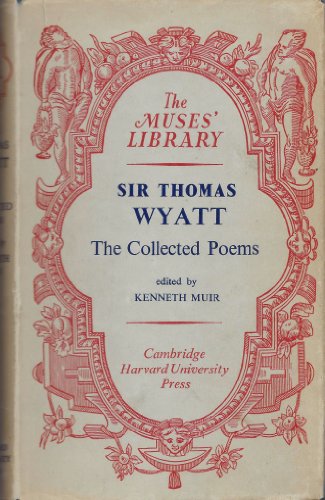 The
MUSES'
LIBRARY
SIR THOMAS
WYATT
The Collected Poems
edited by
KENNETH MUIR
Cambridge
Harvard University
Press